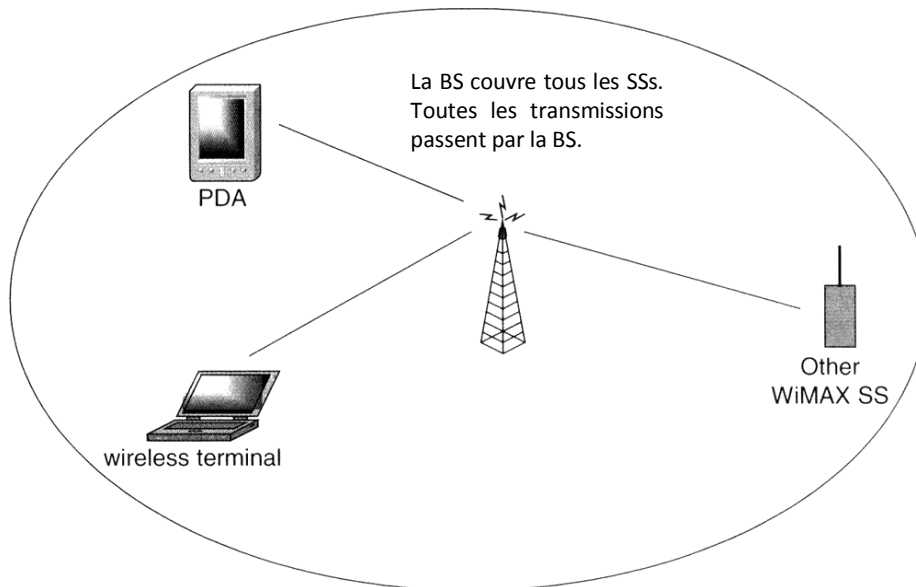 La BS couvre tous les SSs.
Toutes les transmissions
passent par la BS.
PDA
Other
WiMAX SS
wireless terminal